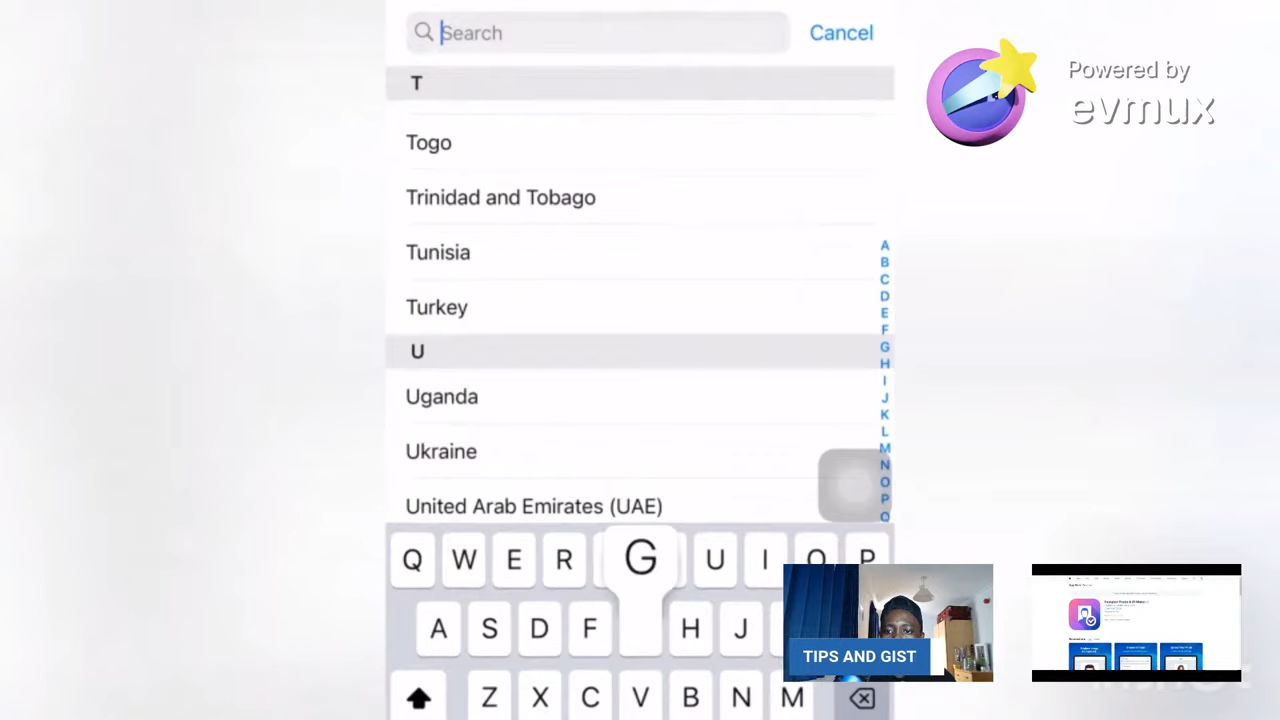 Search
Cancel
Powered by
evmux
T
Togo
Trinidad and Tobago
Tunisia
Turkey
U
Uganda
Ukraine
United Arab Emirates (UAE)
A
B
C
D
E
F
G
H
I
J
K
L
M
N
O
P
Q
Q W E R G U I O P
A S D F H J
Z X C V B N M
TIPS AND GIST